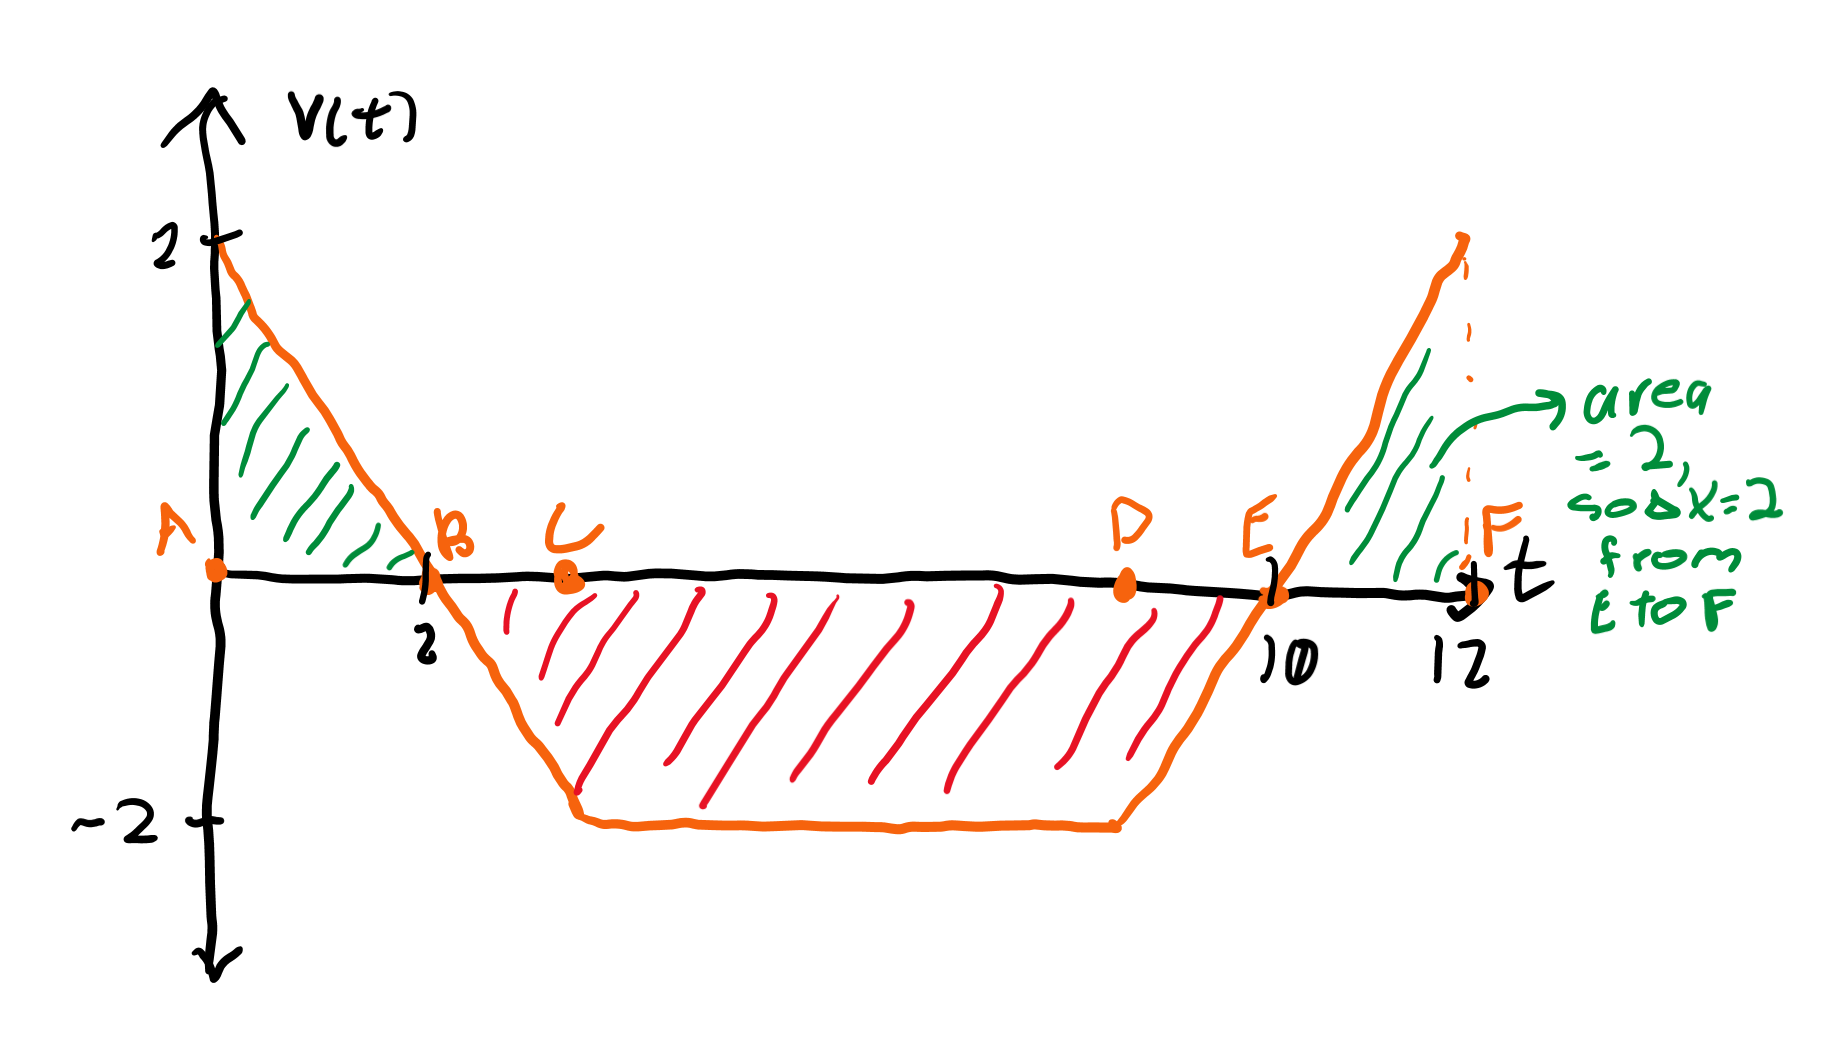 V(t)
2
A
B
C
D
E
F
t
area
= 2,
so Δx = 2
from
E to F
2
10
12
-2